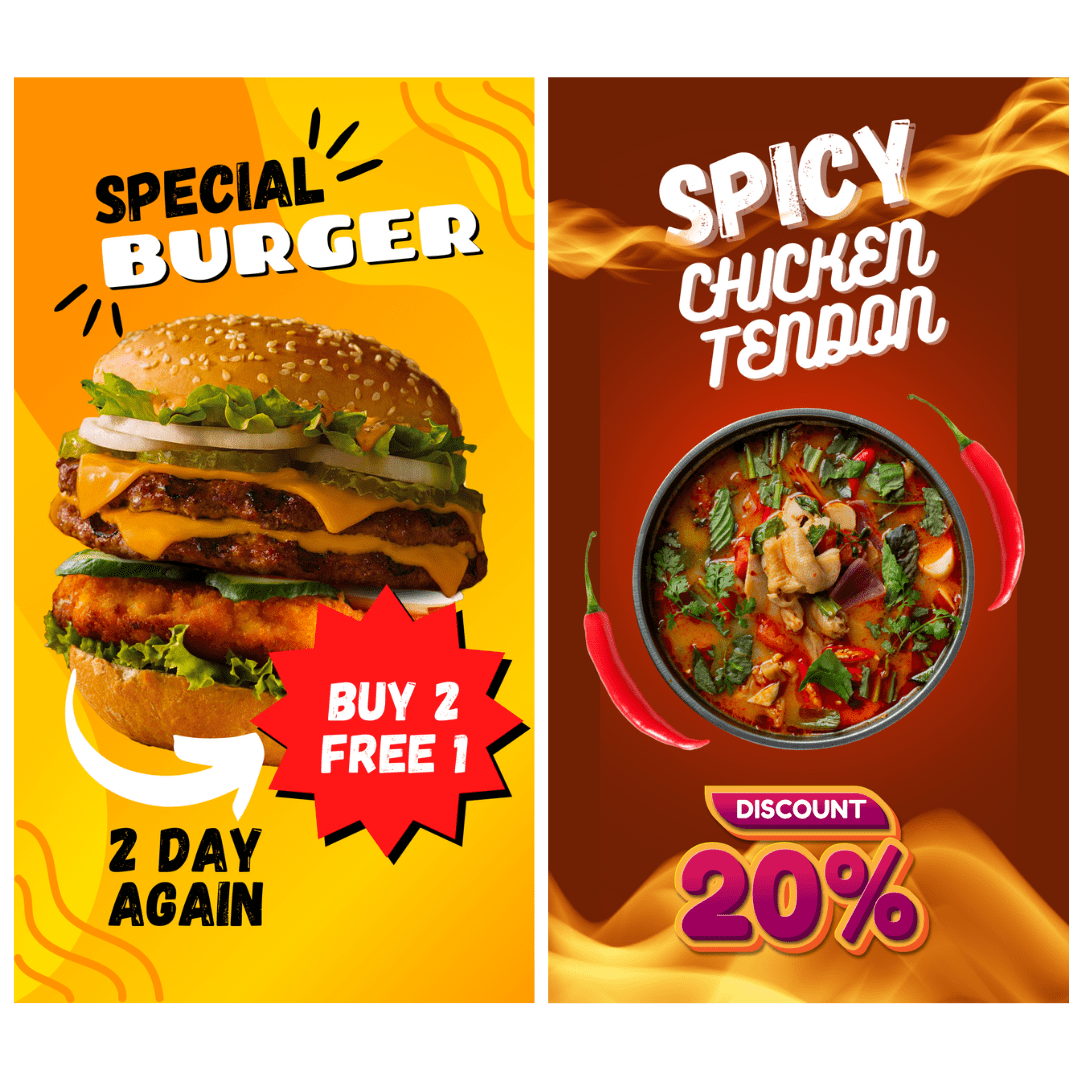 SPECIAL
BURGER
BUY 2
FREE 1
2 DAY
AGAIN
SPICY
CHICKEN
TENDON
DISCOUNT
20%